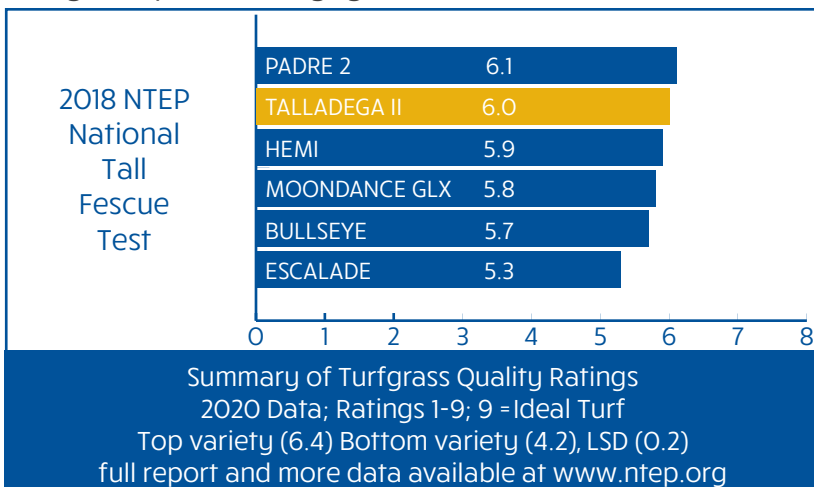 2018 NTEP
National
Tall
Fescue
Test
PADRE 2 6.1
TALLADEGA II 6.0
HEMI 5.9
MOONDANCE GLX 5.8
BULLSEYE 5.7
ESCALADE 5.3
0 1 2 3 4 5 6 7 8
Summary of Turfgrass Quality Ratings
2020 Data; Ratings 1-9; 9 =Ideal Turf
Top variety (6.4) Bottom variety (4.2), LSD (0.2)
full report and more data available at www.ntep.org